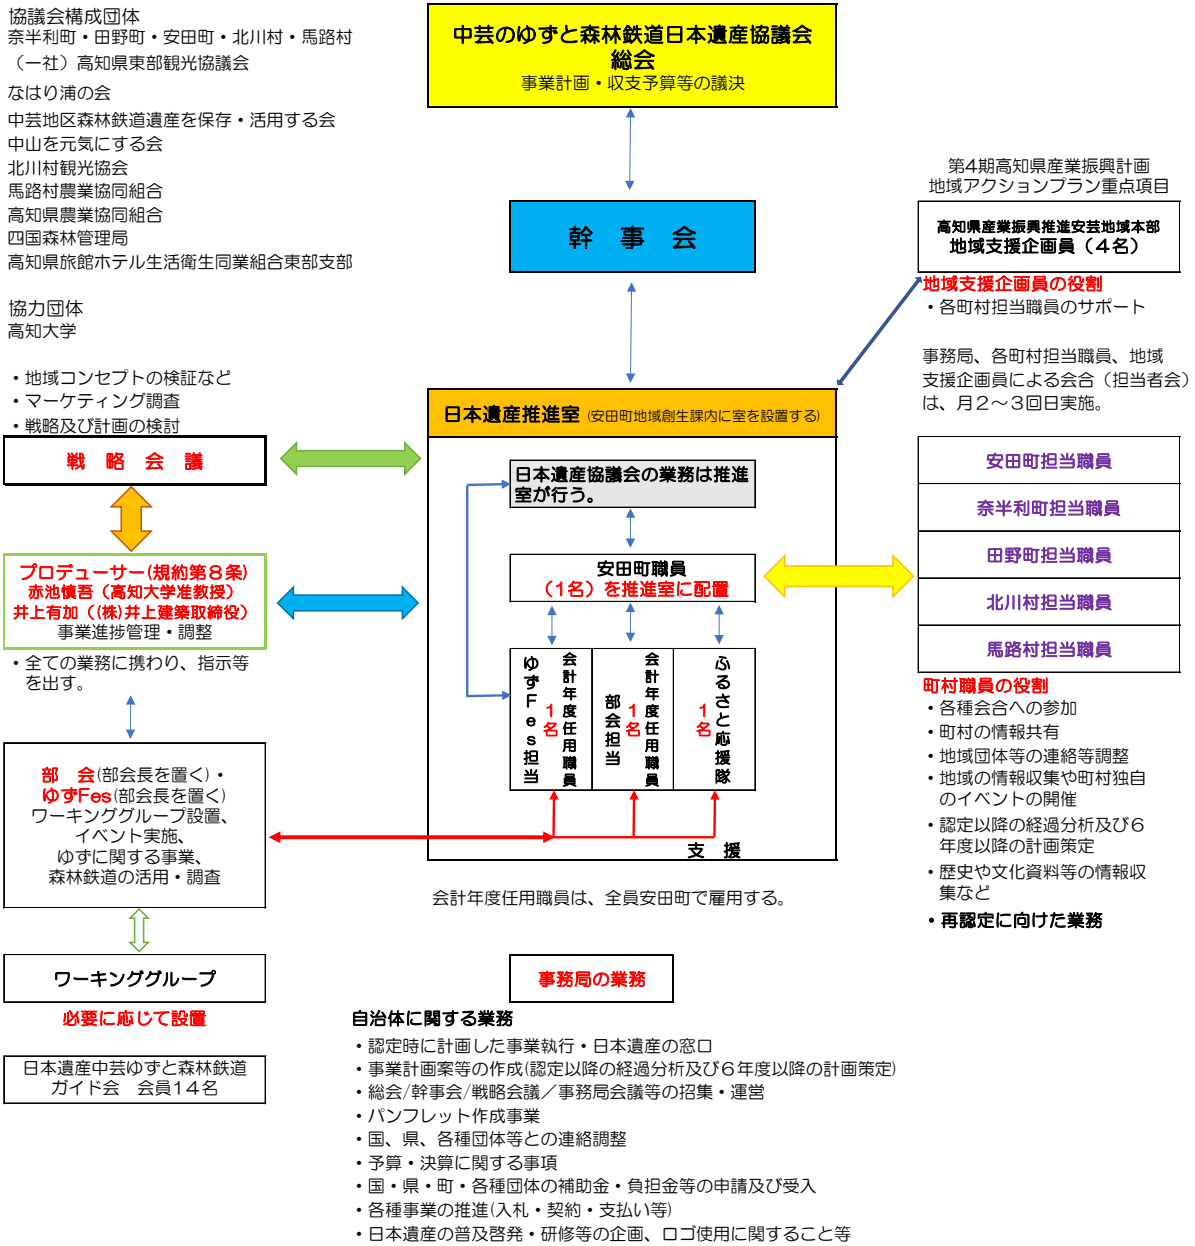 協議会構成団体
奈半利町・田野町・安田町・北川村・馬路村
（一社）高知県東部観光協議会
なはり浦の会
中芸地区森林鉄道遺産を保存・活用する会
中山を元気にする会
北川村観光協会
馬路村農業協同組合
高知県農業協同組合
四国森林管理局
高知県旅館ホテル生活衛生同業組合東部支部
協力団体
高知大学
・地域コンセプトの検証など
・マーケティング調査
・戦略及び計画の検討
戦　略　会　議
プロデューサー(規約第８条)
赤池慎吾（高知大学准教授）
井上有加（(株)井上建築取締役）
事業進捗管理・調整
・全ての業務に携わり、指示等
を出す。
部　会(部会長を置く)・
ゆずFes(部会長を置く)
ワーキンググループ設置、
イベント実施、
ゆずに関する事業、
森林鉄道の活用・調査
ワーキンググループ
必要に応じて設置
日本遺産中芸ゆずと森林鉄道
ガイド会　会員１４名
中芸のゆずと森林鉄道日本遺産協議会
総会
事業計画・収支予算等の議決
幹　事　会
日本遺産推進室 (安田町地域創生課内に室を設置する)
日本遺産協議会の業務は推進
室が行う。
安田町職員
（1名）を推進室に配置
会計年度任用職員
1名
ゆずＦｅｓ担当
会計年度任用職員
1名
部会担当
ふるさと応援隊
1名
支　援
会計年度任用職員は、全員安田町で雇用する。
第4期高知県産業振興計画
地域アクションプラン重点項目
高知県産業振興推進安芸地域本部
地域支援企画員（４名）
地域支援企画員の役割
・各町村担当職員のサポート
事務局、各町村担当職員、地域
支援企画員による会合（担当者会）
は、月２～３回日実施。
安田町担当職員
奈半利町担当職員
田野町担当職員
北川村担当職員
馬路村担当職員
町村職員の役割
・各種会合への参加
・町村の情報共有
・地域団体等の連絡等調整
・地域の情報収集や町村独自
のイベントの開催
・認定以降の経過分析及び６
年度以降の計画策定
・歴史や文化資料等の情報収
集など
・再認定に向けた業務
事務局の業務
自治体に関する業務
・認定時に計画した事業執行・日本遺産の窓口
・事業計画案等の作成(認定以降の経過分析及び６年度以降の計画策定)
・総会/幹事会/戦略会議／事務局会議等の招集・運営
・パンフレット作成事業
・国、県、各種団体等との連絡調整
・予算・決算に関する事項
・国・県・町・各種団体の補助金・負担金等の申請及び受入
・各種事業の推進(入札・契約・支払い等)
・日本遺産の普及啓発・研修等の企画、ロゴ使用に関すること等